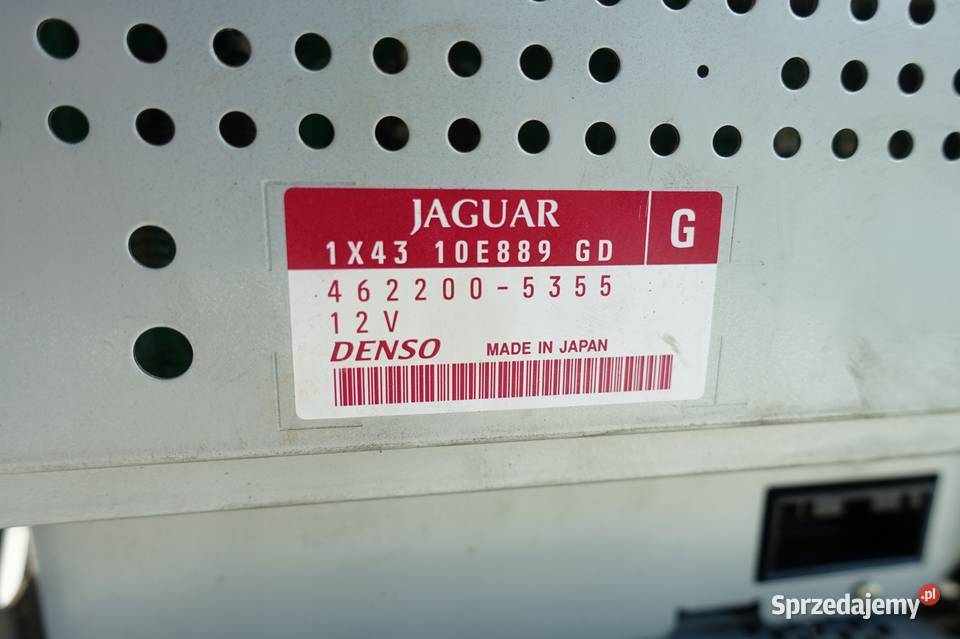 JAGUAR
G
1X43 10E889 GD
462200-5355
12V
DENSO MADE IN JAPAN
Sprzedajemy.pl